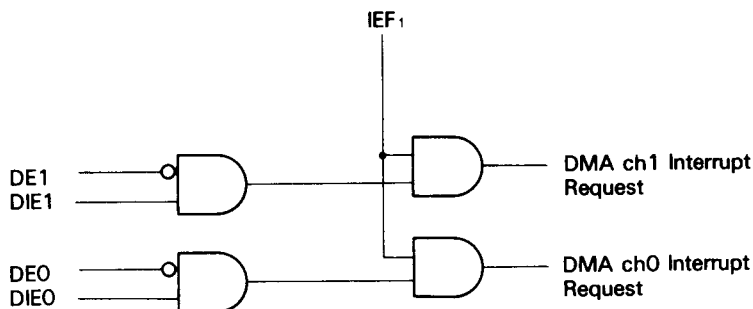 IEF₁
DE1
DIE1
DMA ch1 Interrupt
Request
DE0
DIE0
DMA ch0 Interrupt
Request